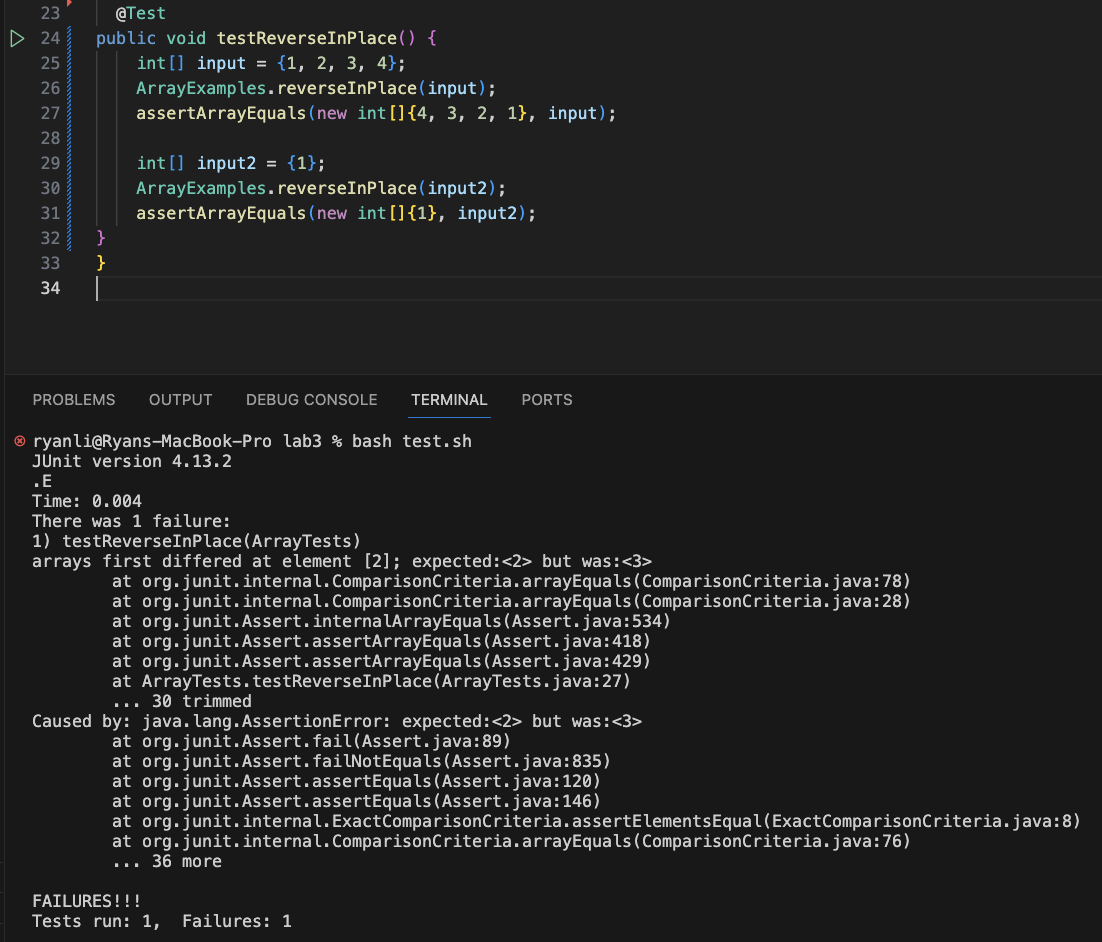 23 @Test
24 public void testReverseInPlace() {
25 int[] input = {1, 2, 3, 4};
26 ArrayExamples.reverseInPlace(input);
27 assertArrayEquals(new int[]{4, 3, 2, 1}, input);
28
29 int[] input2 = {1};
30 ArrayExamples.reverseInPlace(input2);
31 assertArrayEquals(new int[]{1}, input2);
32 }
33 }
34
PROBLEMS OUTPUT DEBUG CONSOLE TERMINAL PORTS
ryanli@Ryans-MacBook-Pro lab3 % bash test.sh
JUnit version 4.13.2
.E
Time: 0.004
There was 1 failure:
1) testReverseInPlace(ArrayTests)
arrays first differed at element [2]; expected:<2> but was:<3>
at org.junit.internal.ComparisonCriteria.arrayEquals(ComparisonCriteria.java:78)
at org.junit.internal.ComparisonCriteria.arrayEquals(ComparisonCriteria.java:28)
at org.junit.Assert.internalArrayEquals(Assert.java:534)
at org.junit.Assert.assertArrayEquals(Assert.java:418)
at org.junit.Assert.assertArrayEquals(Assert.java:429)
at ArrayTests.testReverseInPlace(ArrayTests.java:27)
... 30 trimmed
Caused by: java.lang.AssertionError: expected:<2> but was:<3>
at org.junit.Assert.fail(Assert.java:89)
at org.junit.Assert.failNotEquals(Assert.java:835)
at org.junit.Assert.assertEquals(Assert.java:120)
at org.junit.Assert.assertEquals(Assert.java:146)
at org.junit.internal.ExactComparisonCriteria.assertElementsEqual(ExactComparisonCriteria.java:8)
at org.junit.internal.ComparisonCriteria.arrayEquals(ComparisonCriteria.java:76)
... 36 more
FAILURES!!!
Tests run: 1,  Failures: 1